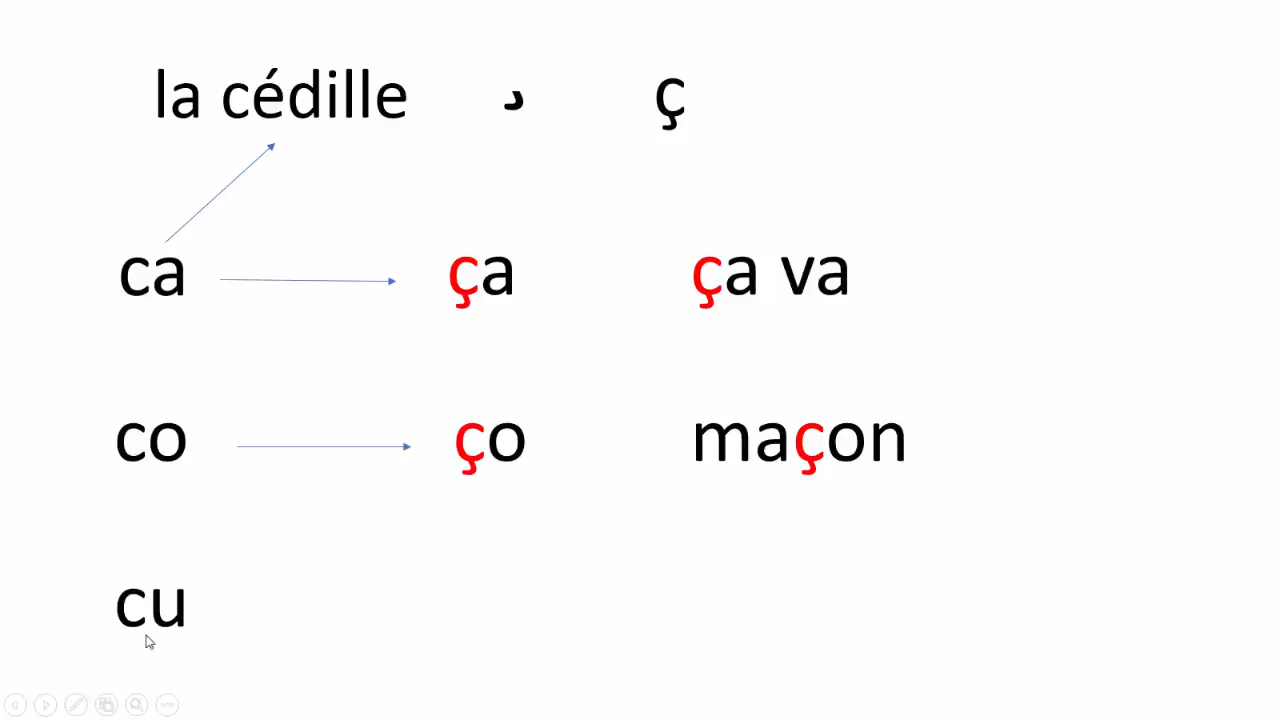 la cédille ¸ ç
ca ça ça va
co ço maçon
cu